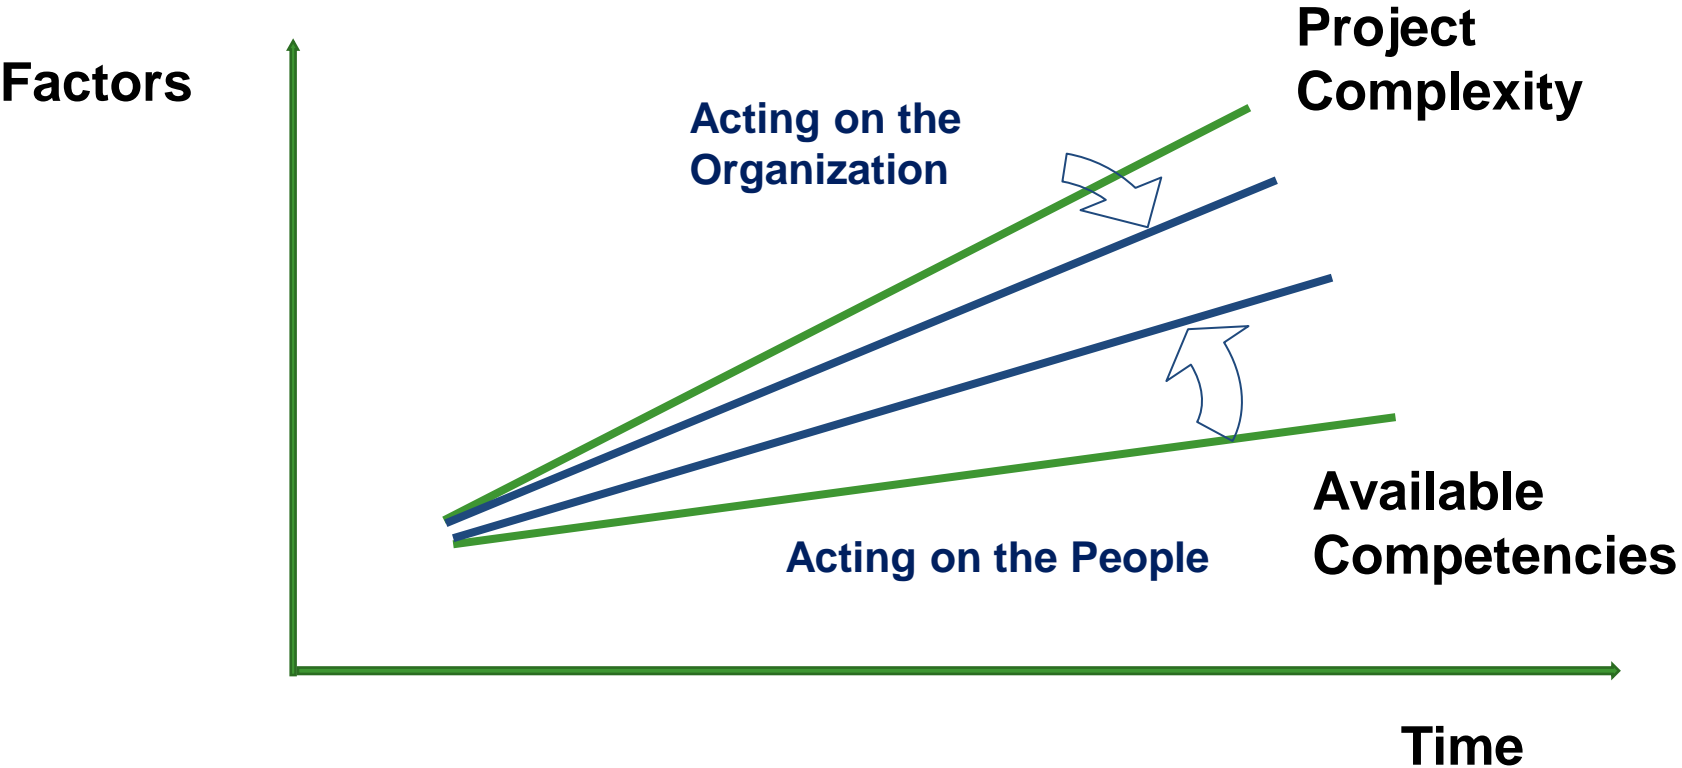 Project
Complexity
Factors
Acting on the
Organization
Available
Competencies
Acting on the People
Time